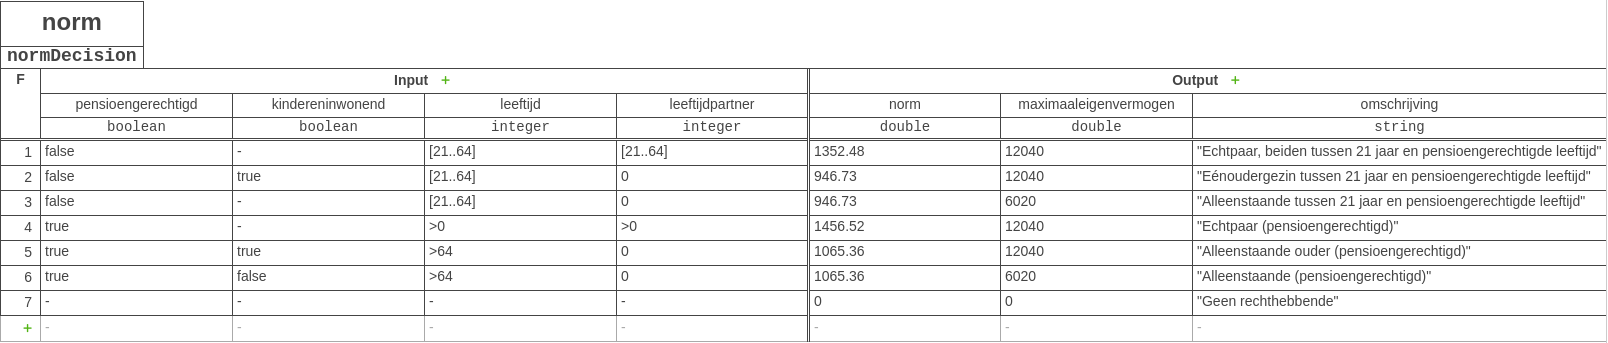 norm
normDecision
F Input + Output +
pensioengerechtigd kindereninwonend leeftijd leeftijdpartner norm maximaaleigenvermogen omschrijving
boolean boolean integer integer double double string
1 false - [21..64] [21..64] 1352.48 12040 "Echtpaar, beiden tussen 21 jaar en pensioengerechtigde leeftijd"
2 false true [21..64] 0 946.73 12040 "Eénoudergezin tussen 21 jaar en pensioengerechtigde leeftijd"
3 false - [21..64] 0 946.73 6020 "Alleenstaande tussen 21 jaar en pensioengerechtigde leeftijd"
4 true - >0 >0 1456.52 12040 "Echtpaar (pensioengerechtigd)"
5 true true >64 0 1065.36 12040 "Alleenstaande ouder (pensioengerechtigd)"
6 true false >64 0 1065.36 6020 "Alleenstaande (pensioengerechtigd)"
7 - - - - 0 0 "Geen rechthebbende"
+ - - - - - - -